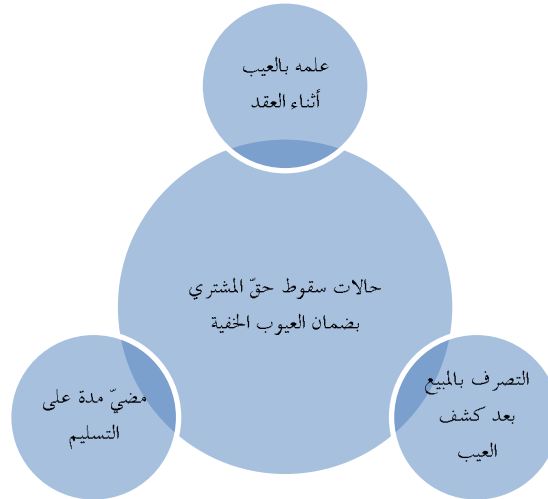 علمه بالعيب
أثناء العقد
حالات سقوط حقّ المشتري
بضمان العيوب الخفية
التصرف بالمبيع
بعد كشف
العيب
مضيّ مدة على
التسليم